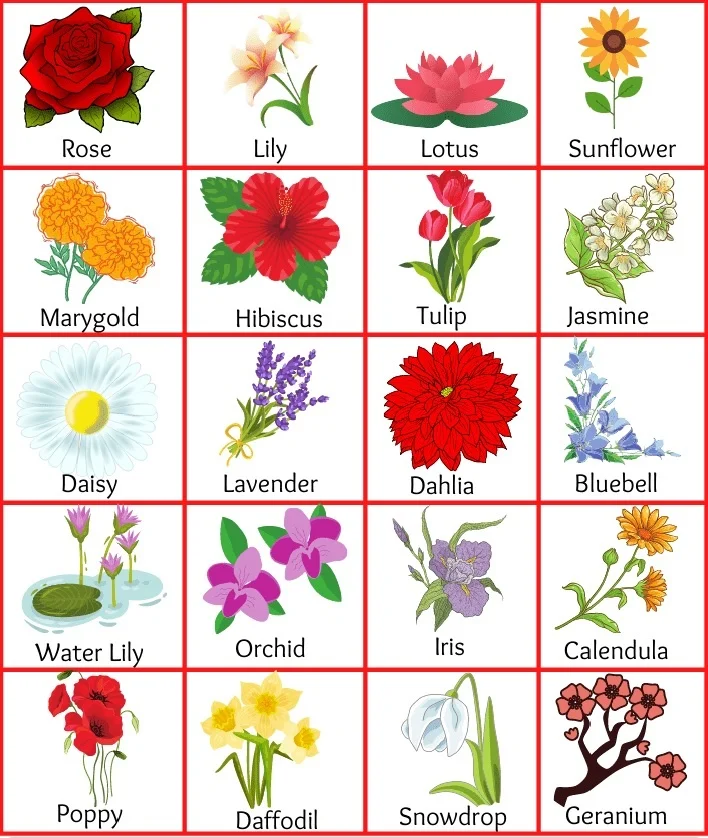 Rose
Lily
Lotus
Sunflower
Marygold
Hibiscus
Tulip
Jasmine
Daisy
Lavender
Dahlia
Bluebell
Water Lily
Orchid
Iris
Calendula
Poppy
Daffodil
Snowdrop
Geranium